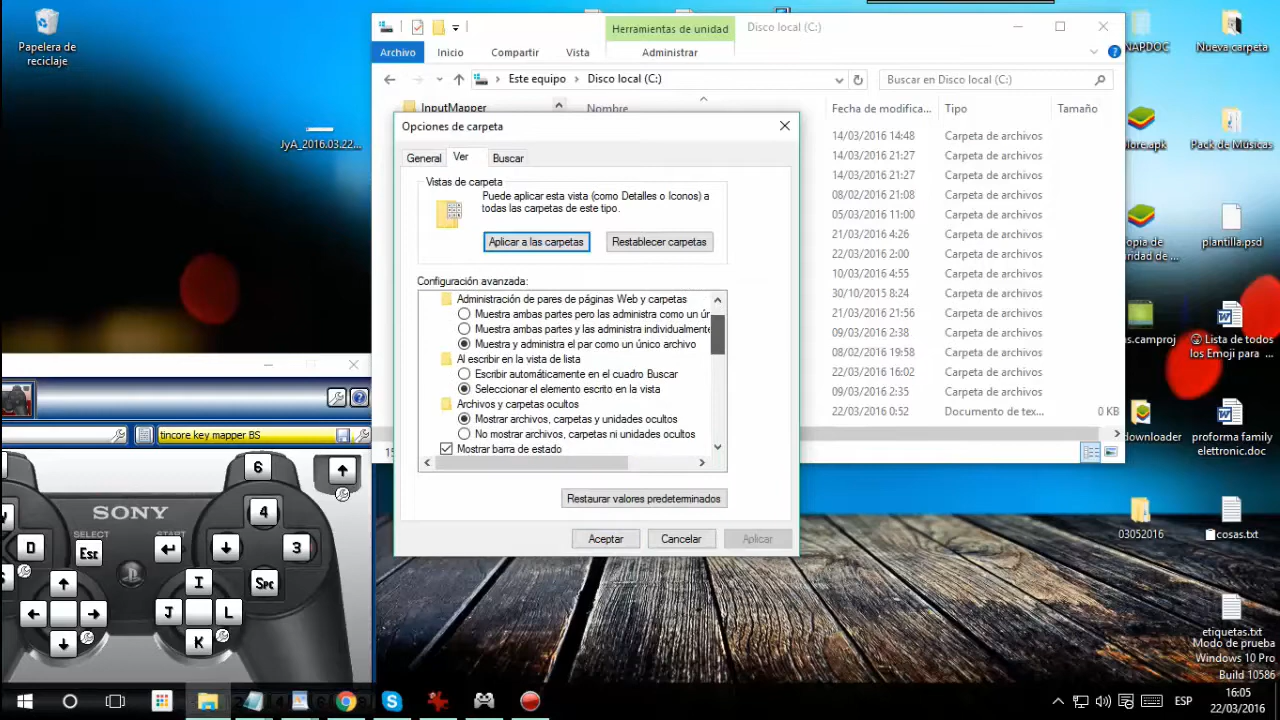 Papelera de
reciclaje
JyA_2016.03.22...
Herramientas de unidad
Disco local (C:)
Archivo
Inicio
Compartir
Vista
Administrar
Este equipo
Disco local (C:)
Buscar en Disco local (C:)
InputMapper
Nombre
Fecha de modifica...
Tipo
Tamaño
14/03/2016 14:48 Carpeta de archivos
14/03/2016 21:27 Carpeta de archivos
14/03/2016 21:27 Carpeta de archivos
08/02/2016 21:08 Carpeta de archivos
05/03/2016 11:00 Carpeta de archivos
21/03/2016 4:26 Carpeta de archivos
22/03/2016 2:00 Carpeta de archivos
10/03/2016 4:55 Carpeta de archivos
30/10/2015 8:24 Carpeta de archivos
21/03/2016 21:56 Carpeta de archivos
09/03/2016 2:38 Carpeta de archivos
08/02/2016 19:58 Carpeta de archivos
22/03/2016 16:02 Carpeta de archivos
09/03/2016 2:35 Carpeta de archivos
22/03/2016 0:52 Documento de tex... 0 KB
Opciones de carpeta
General
Ver
Buscar
Vistas de carpeta
Puede aplicar esta vista (como Detalles o Iconos) a
todas las carpetas de este tipo.
Aplicar a las carpetas
Restablecer carpetas
Configuración avanzada:
Administración de pares de páginas Web y carpetas
Muestra ambas partes pero las administra como un úr
Muestra ambas partes y las administra individualmente
Muestra y administra el par como un único archivo
Al escribir en la vista de lista
Escribir automáticamente en el cuadro Buscar
Seleccionar el elemento escrito en la vista
Archivos y carpetas ocultos
Mostrar archivos, carpetas y unidades ocultos
No mostrar archivos, carpetas ni unidades ocultos
Mostrar barra de estado
Restaurar valores predeterminados
Aceptar
Cancelar
Aplicar
tincore key mapper BS
SONY
SELECT
START
6
4
3
D
Esc
I
Spc
J
L
K
NAPDOC
Nueva carpeta
Pack de Músicas
plantilla.psd
s.camproj
Lista de todos
los Emoji para ...
downloader
proforma family
elettronic.doc
03052016
cosas.txt
etiquetas.txt
Modo de prueba
Windows 10 Pro
Build 10586
ESP
16:05
22/03/2016